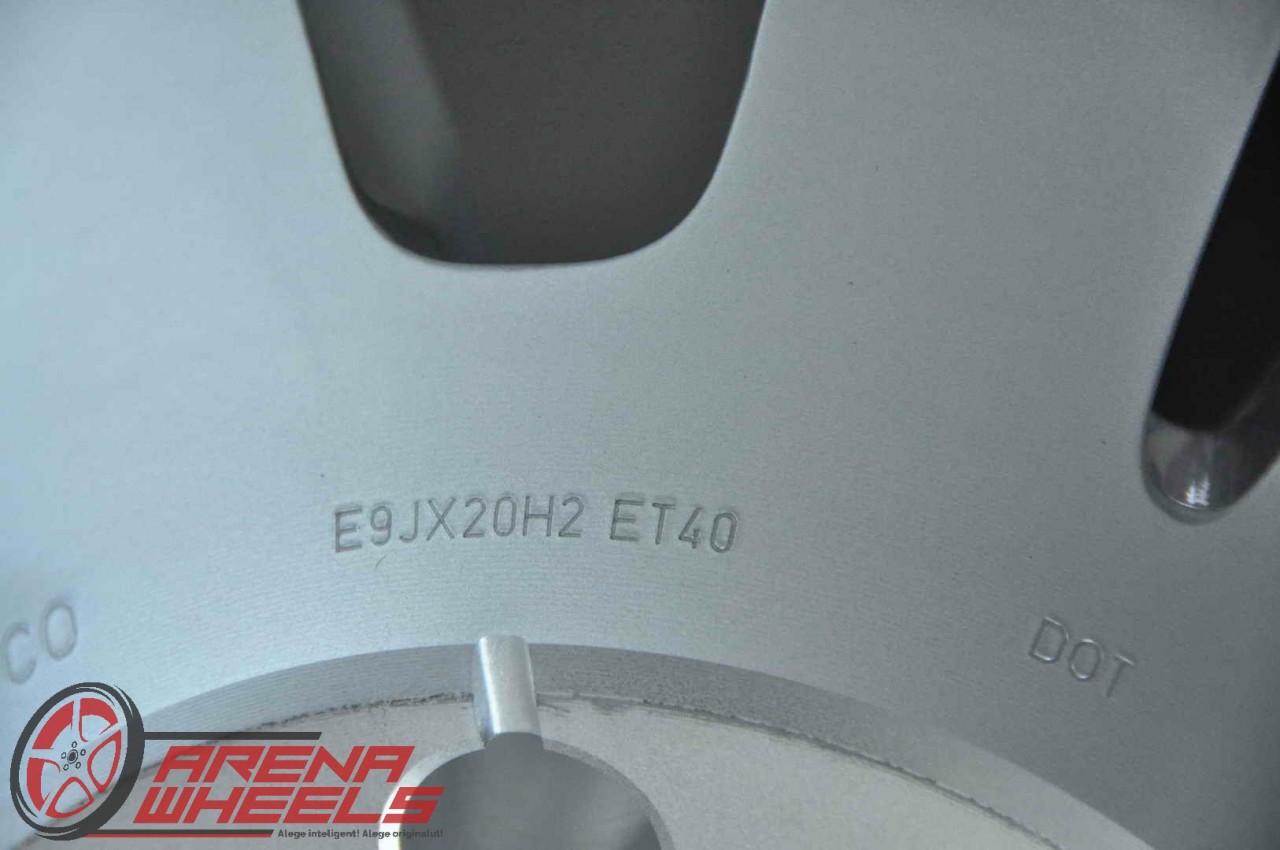 E9JX20H2 ET40
CO
DOT
ARENA
WHEELS
Alege inteligent! Alege originalul!